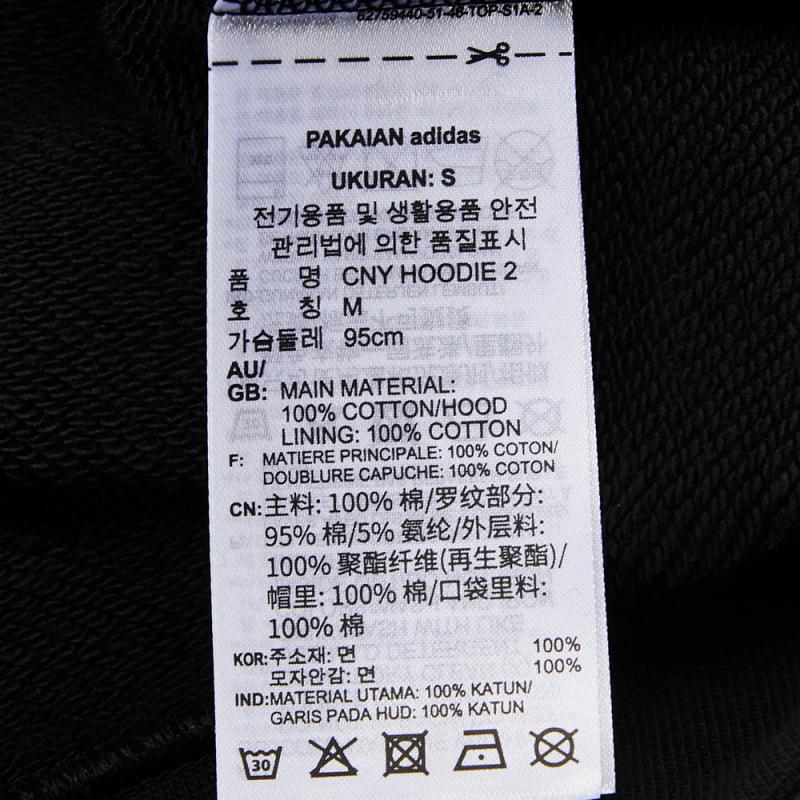 62759440-51-46-TOP-S1A-2
PAKAIAN adidas
UKURAN: S
전기용품 및 생활용품 안전
관리법에 의한 품질표시
품 명 CNY HOODIE 2
호 칭 M
가슴둘레 95cm
AU/
GB: MAIN MATERIAL:
100% COTTON/HOOD
LINING: 100% COTTON
F: MATIERE PRINCIPALE: 100% COTON/
DOUBLURE CAPUCHE: 100% COTON
CN: 主料: 100% 棉/罗纹部分:
95% 棉/5% 氨纶/外层料:
100% 聚酯纤维(再生聚酯)/
帽里: 100% 棉/口袋里料:
100% 棉
KOR: 주소재: 면 100%
모자안감: 면 100%
IND: MATERIAL UTAMA: 100% KATUN/
GARIS PADA HUD: 100% KATUN
30